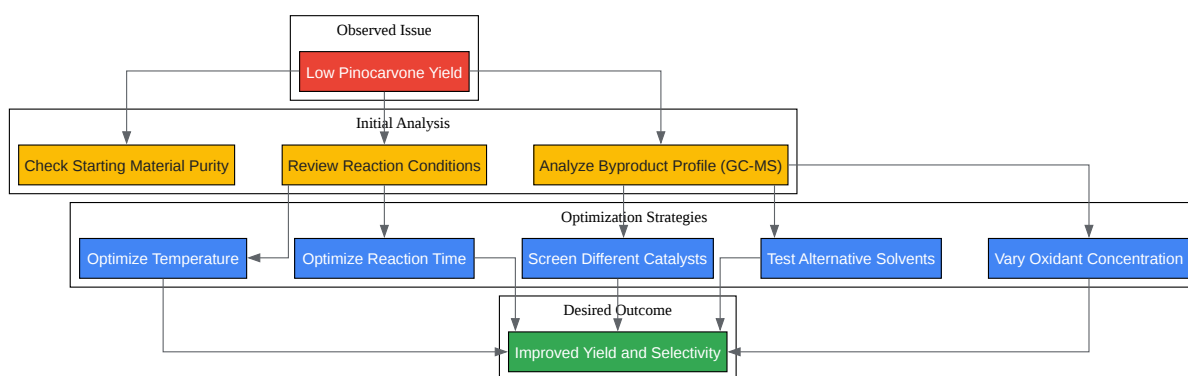 Observed Issue
Low Pinocarvone Yield
Initial Analysis
Check Starting Material Purity
Review Reaction Conditions
Analyze Byproduct Profile (GC-MS)
Optimization Strategies
Optimize Temperature
Optimize Reaction Time
Screen Different Catalysts
Test Alternative Solvents
Vary Oxidant Concentration
Desired Outcome
Improved Yield and Selectivity